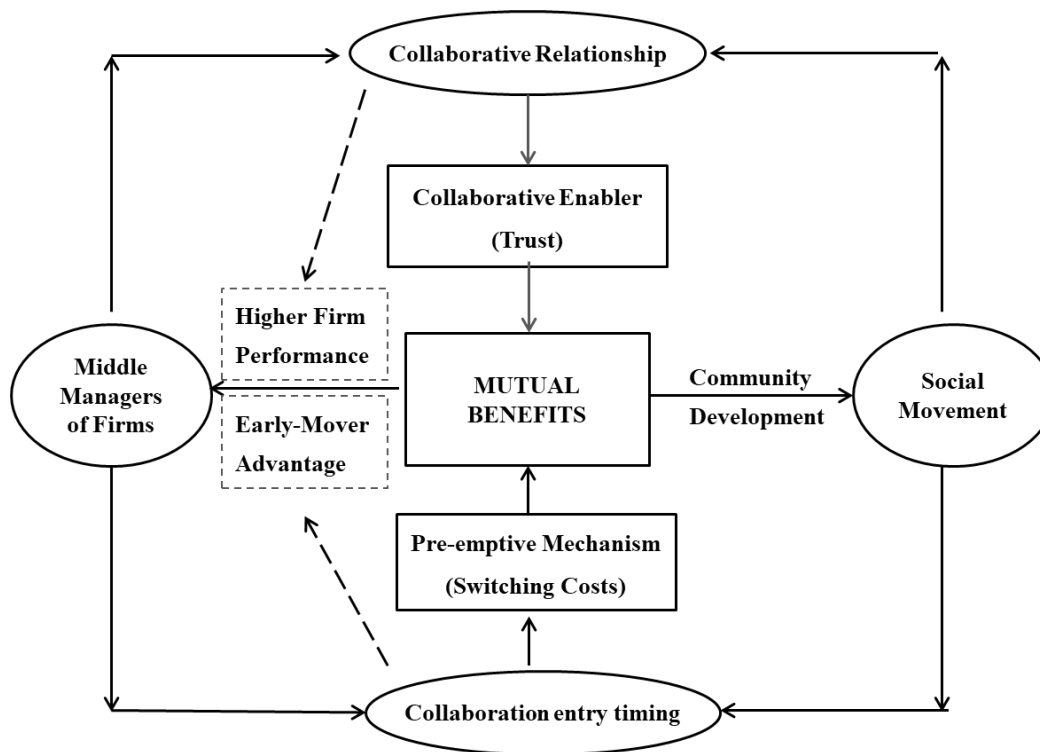 Collaborative Relationship
Collaborative Enabler
(Trust)
Higher Firm
Performance
Middle
Managers
of Firms
MUTUAL
BENEFITS
Community
Development
Social
Movement
Early-Mover
Advantage
Pre-emptive Mechanism
(Switching Costs)
Collaboration entry timing